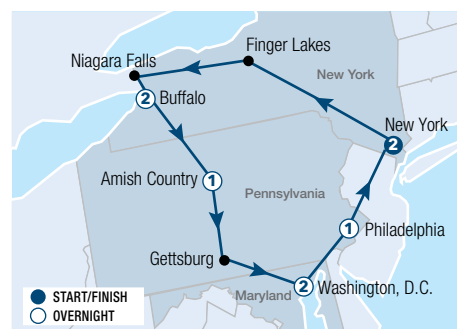 Finger Lakes
Niagara Falls
New York
2 Buffalo
New York
2
Amish Country 1
Pennsylvania
1 Philadelphia
Gettsburg
2 Washington, D.C.
Maryland
START/FINISH
OVERNIGHT